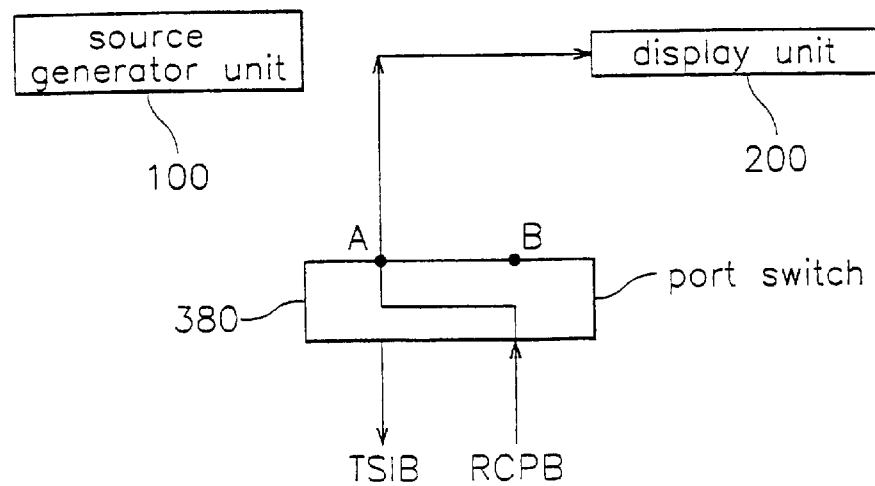 source
generator unit
display unit
100
200
A
B
port switch
380
TSIB
RCPB